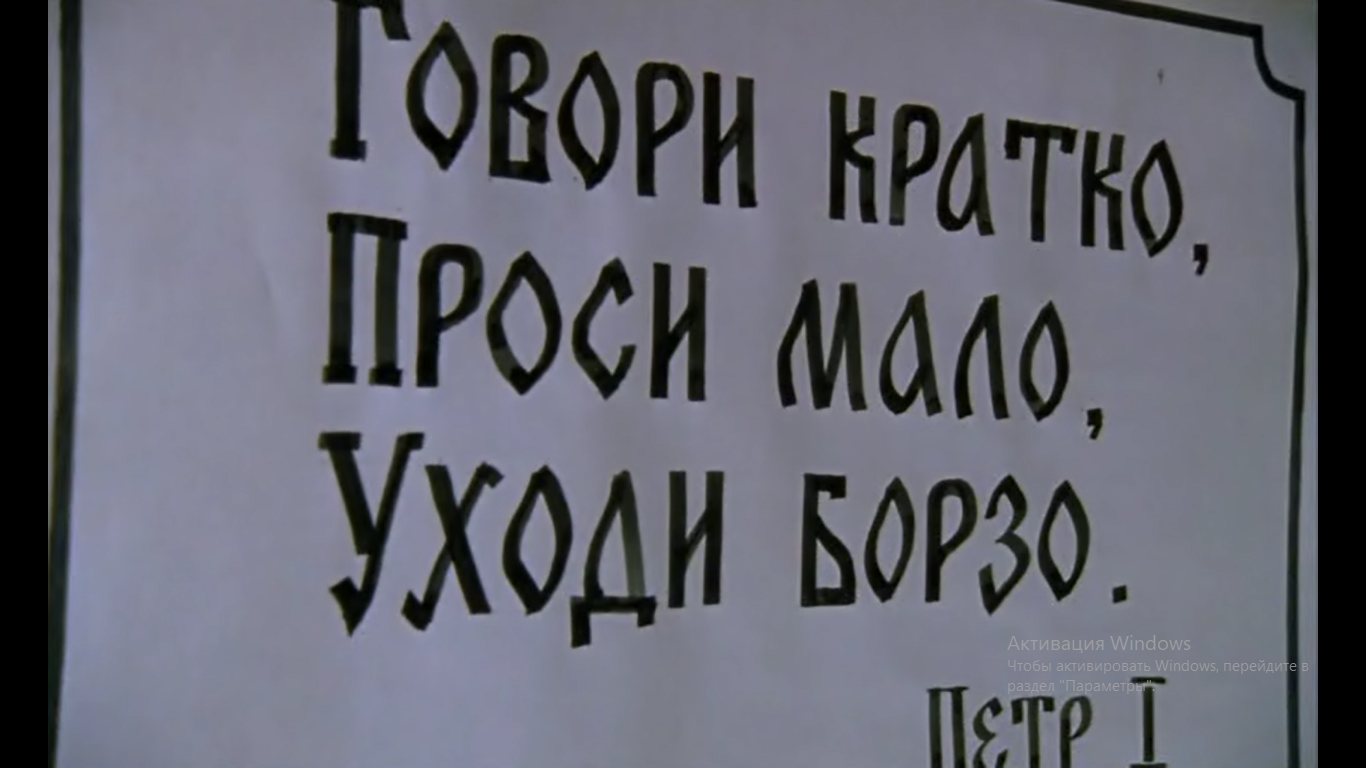 Говори кратко,
Проси мало,
Уходи борзо.
Петр I
Активация Windows
Чтобы активировать Windows, перейдите в
раздел "Параметры".